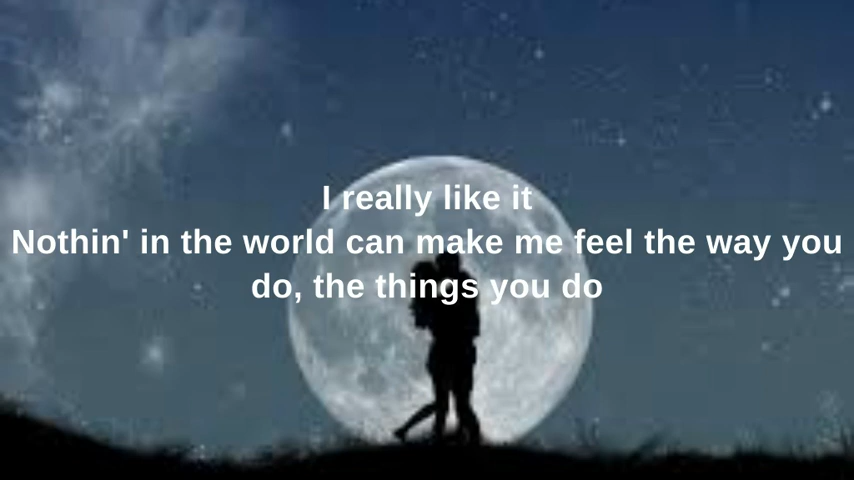 I really like it
Nothin' in the world can make me feel the way you
do, the things you do